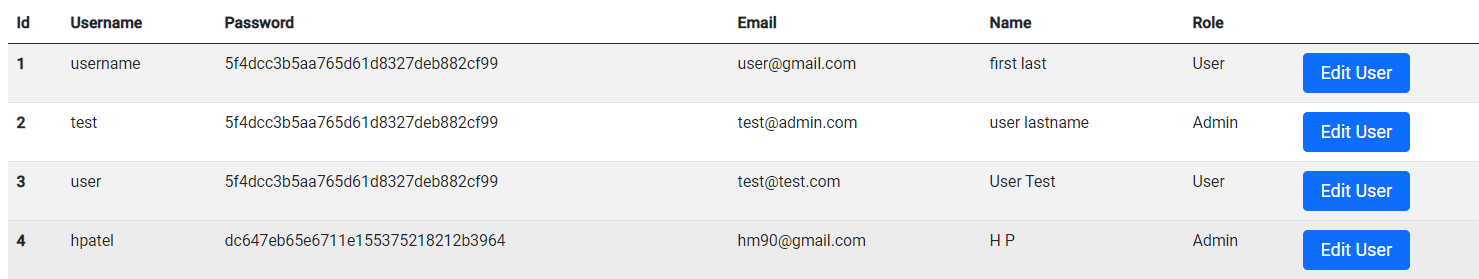 Id Username Password Email Name Role
1 username 5f4dcc3b5aa765d61d8327deb882cf99 user@gmail.com first last User Edit User
2 test 5f4dcc3b5aa765d61d8327deb882cf99 test@admin.com user lastname Admin Edit User
3 user 5f4dcc3b5aa765d61d8327deb882cf99 test@test.com User Test User Edit User
4 hpatel dc647eb65e6711e155375218212b3964 hm90@gmail.com H P Admin Edit User